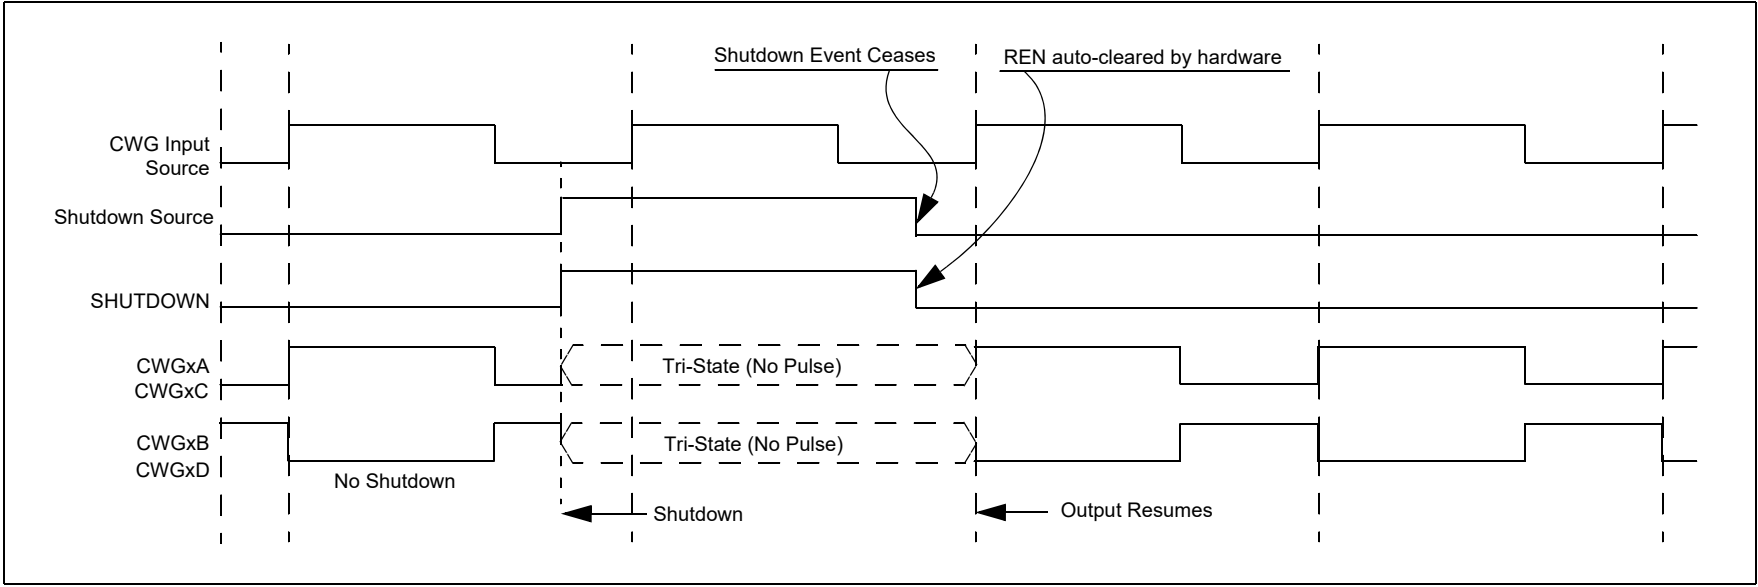 Shutdown Event Ceases
REN auto-cleared by hardware
CWG Input
Source
Shutdown Source
SHUTDOWN
CWGxA
CWGxC
Tri-State (No Pulse)
CWGxB
CWGxD
Tri-State (No Pulse)
No Shutdown
Shutdown
Output Resumes